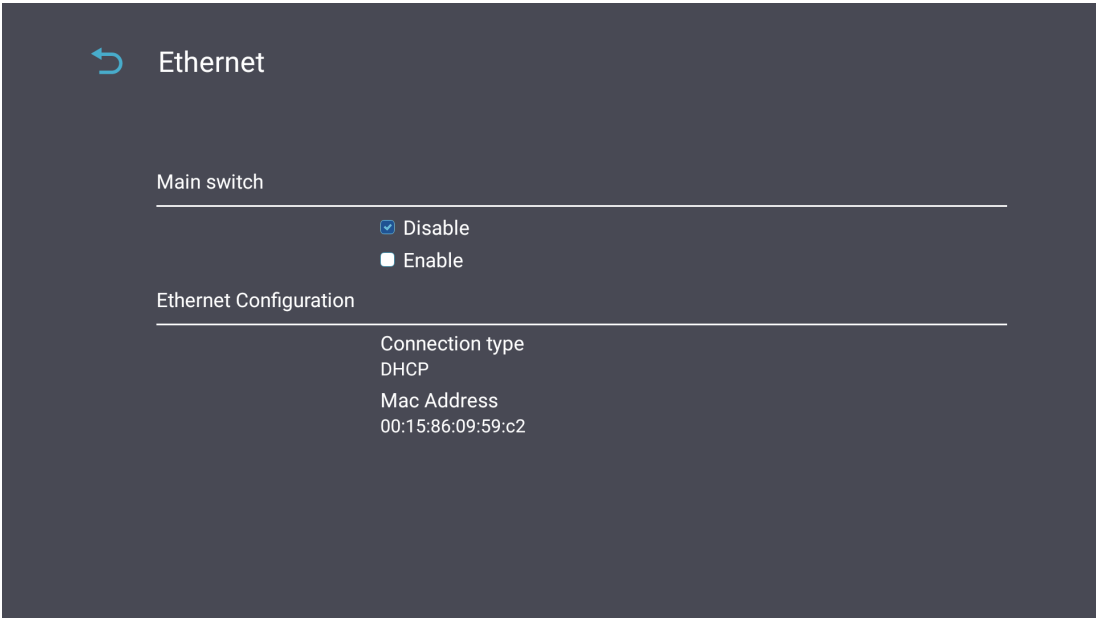 Ethernet
Main switch
Disable
Enable
Ethernet Configuration
Connection type
DHCP
Mac Address
00:15:86:09:59:c2